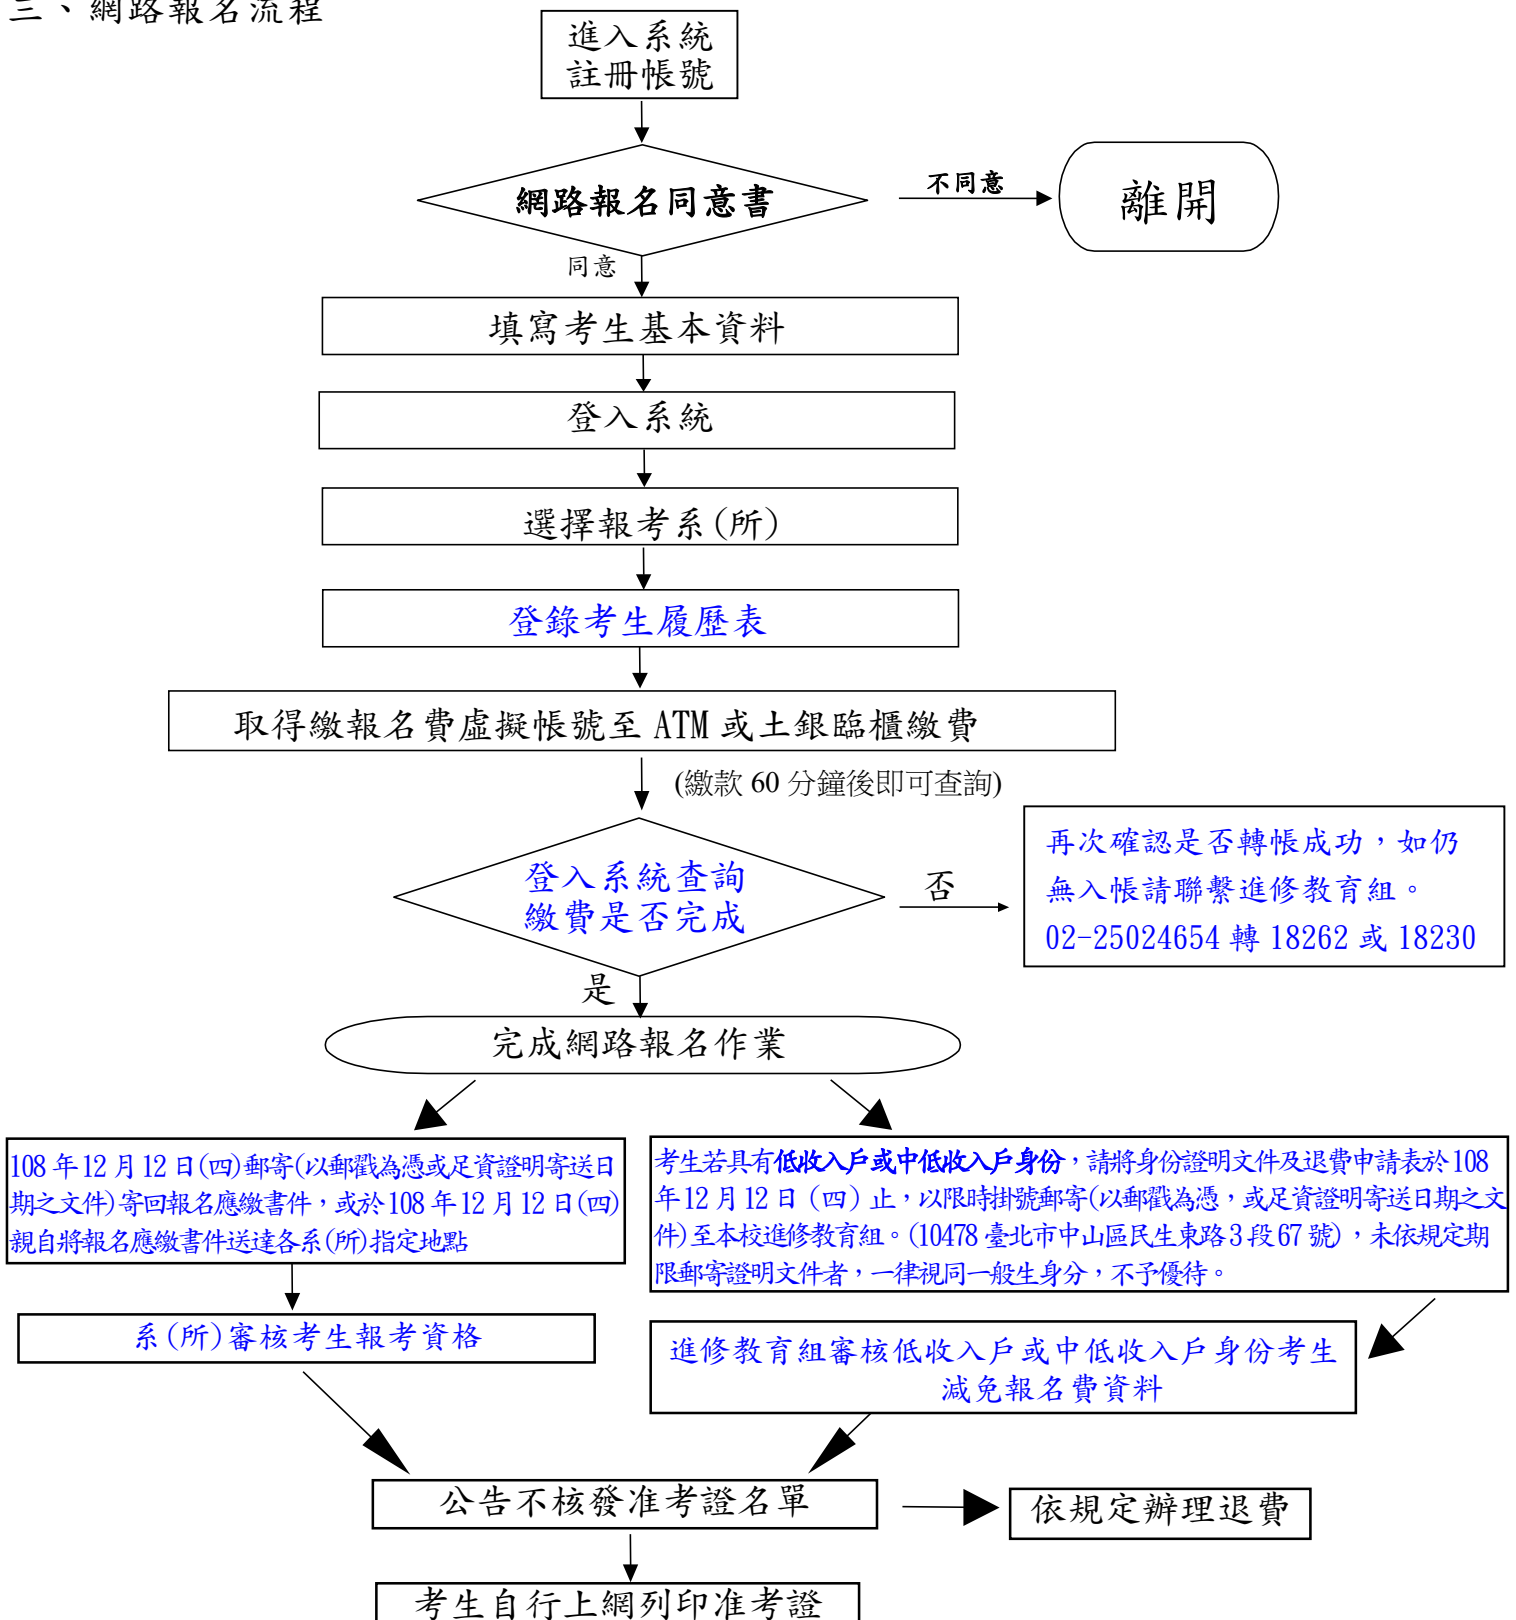 三、網路報名流程
進入系統
註冊帳號
網路報名同意書
不同意
離開
同意
填寫考生基本資料
登入系統
選擇報考系(所)
登錄考生履歷表
取得繳報名費虛擬帳號至 ATM 或土銀臨櫃繳費
(繳款 60 分鐘後即可查詢)
登入系統查詢
繳費是否完成
否
再次確認是否轉帳成功，如仍
無入帳請聯繫進修教育組。
02-25024654 轉 18262 或 18230
是
完成網路報名作業
108 年 12 月 12 日(四)郵寄(以郵戳為憑或足資證明寄送日
期之文件)寄回報名應繳書件，或於 108 年 12 月 12 日(四)
親自將報名應繳書件送達各系(所)指定地點
考生若具有低收入戶或中低收入戶身份，請將身份證明文件及退費申請表於 108
年 12 月 12 日（四）止，以限時掛號郵寄(以郵戳為憑，或足資證明寄送日期之文
件)至本校進修教育組。(10478 臺北市中山區民生東路 3 段 67 號)，未依規定期
限郵寄證明文件者，一律視同一般生身分，不予優待。
系(所)審核考生報考資格
進修教育組審核低收入戶或中低收入戶身份考生
減免報名費資料
公告不核發准考證名單
依規定辦理退費
考生自行上網列印准考證